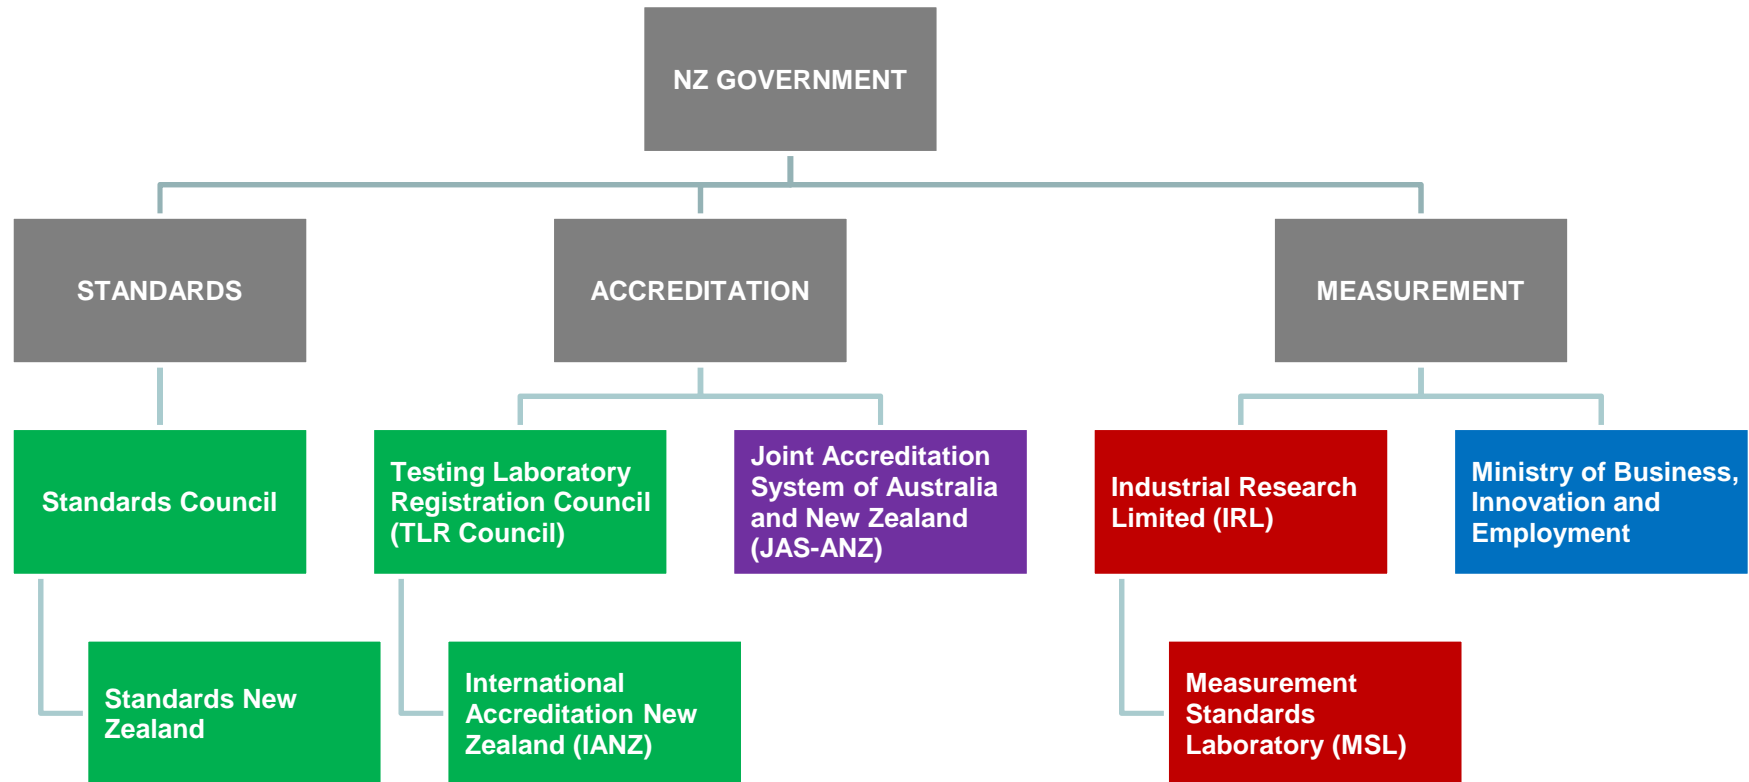 NZ GOVERNMENT
STANDARDS
ACCREDITATION
MEASUREMENT
Standards Council
Testing Laboratory
Registration Council
(TLR Council)
Joint Accreditation
System of Australia
and New Zealand
(JAS-ANZ)
Industrial Research
Limited (IRL)
Ministry of Business,
Innovation and
Employment
Standards New
Zealand
International
Accreditation New
Zealand (IANZ)
Measurement
Standards
Laboratory (MSL)